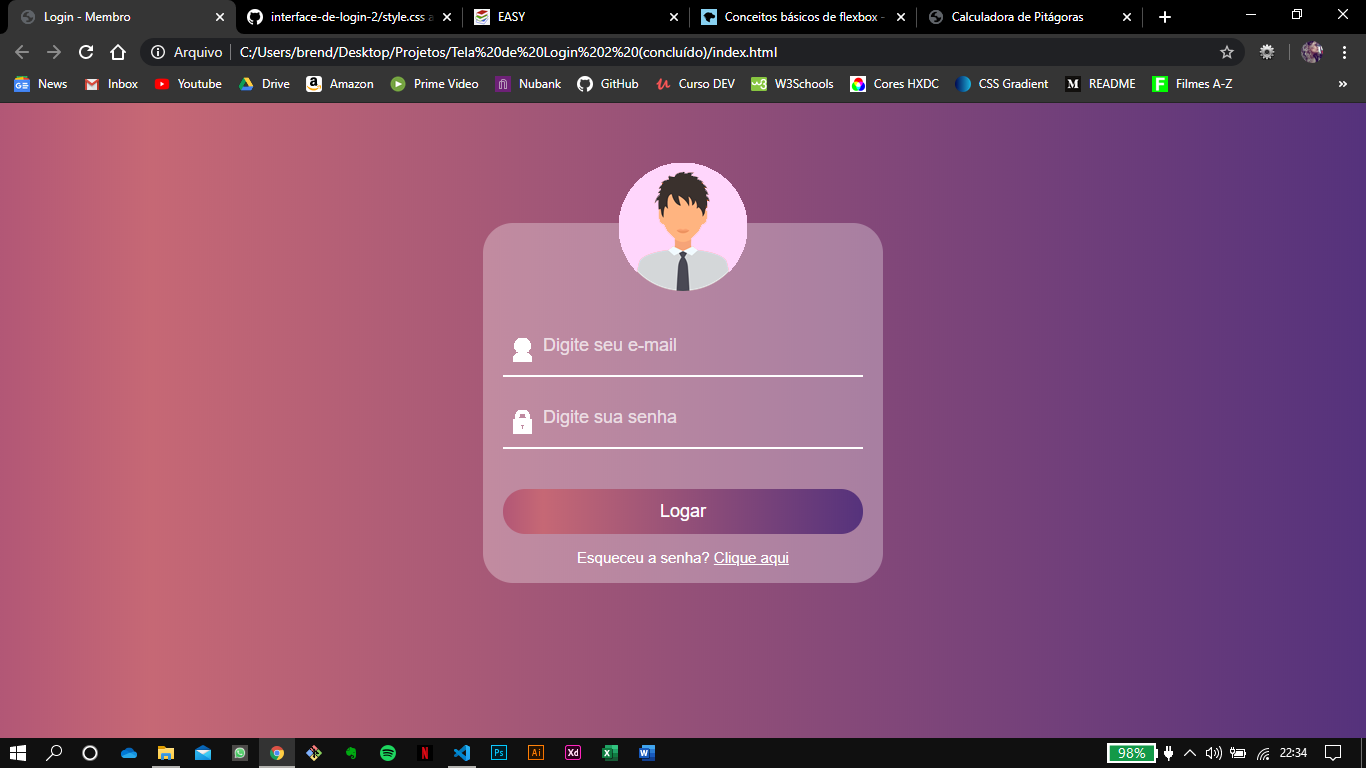 Login - Membro
interface-de-login-2/style.css a
EASY
Conceitos básicos de flexbox -
Calculadora de Pitágoras
Arquivo
C:/Users/brend/Desktop/Projetos/Tela%20de%20Login%202%20(concluído)/index.html
News
Inbox
Youtube
Drive
Amazon
Prime Video
Nubank
GitHub
Curso DEV
W3Schools
Cores HXDC
CSS Gradient
README
Filmes A-Z
»
Digite seu e-mail
Digite sua senha
Logar
Esqueceu a senha? Clique aqui
98%
22:34